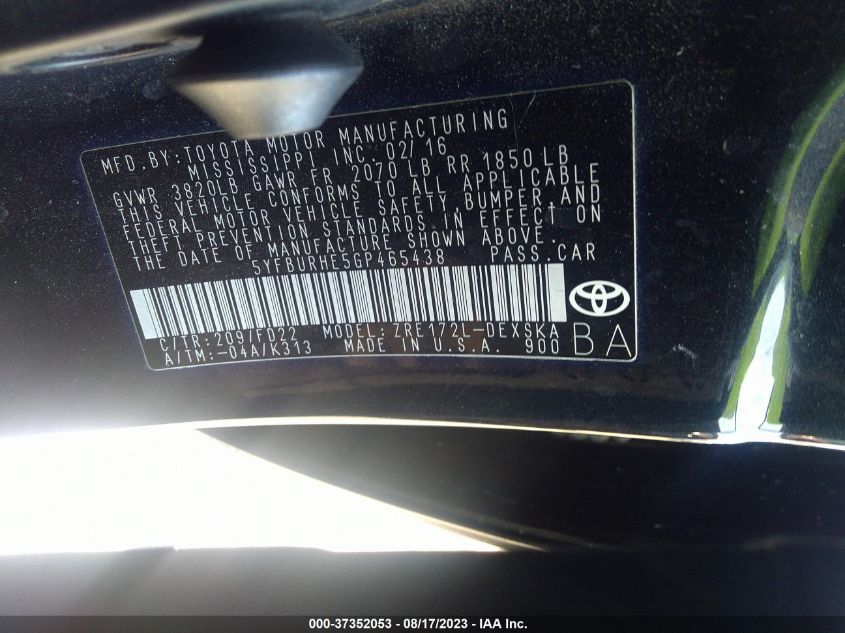 MFD.BY:TOYOTA MOTOR MANUFACTURING
MISSISSIPPI INC. 02/16
GVWR 3820LB GAWR FR 2070 LB RR 1850 LB
THIS VEHICLE CONFORMS TO ALL APPLICABLE
FEDERAL MOTOR VEHICLE SAFETY, BUMPER,AND
THEFT PREVENTION STANDARDS IN EFFECT ON
THE DATE OF MANUFACTURE SHOWN ABOVE.
5YFBURHE5GP465438 PASS.CAR
C/TR:209/FD22 MODEL:ZRE172L-DEXSKA
A/TM:-04A/K313 MADE IN U.S.A. 900
BA
000-37352053 - 08/17/2023 - IAA Inc.